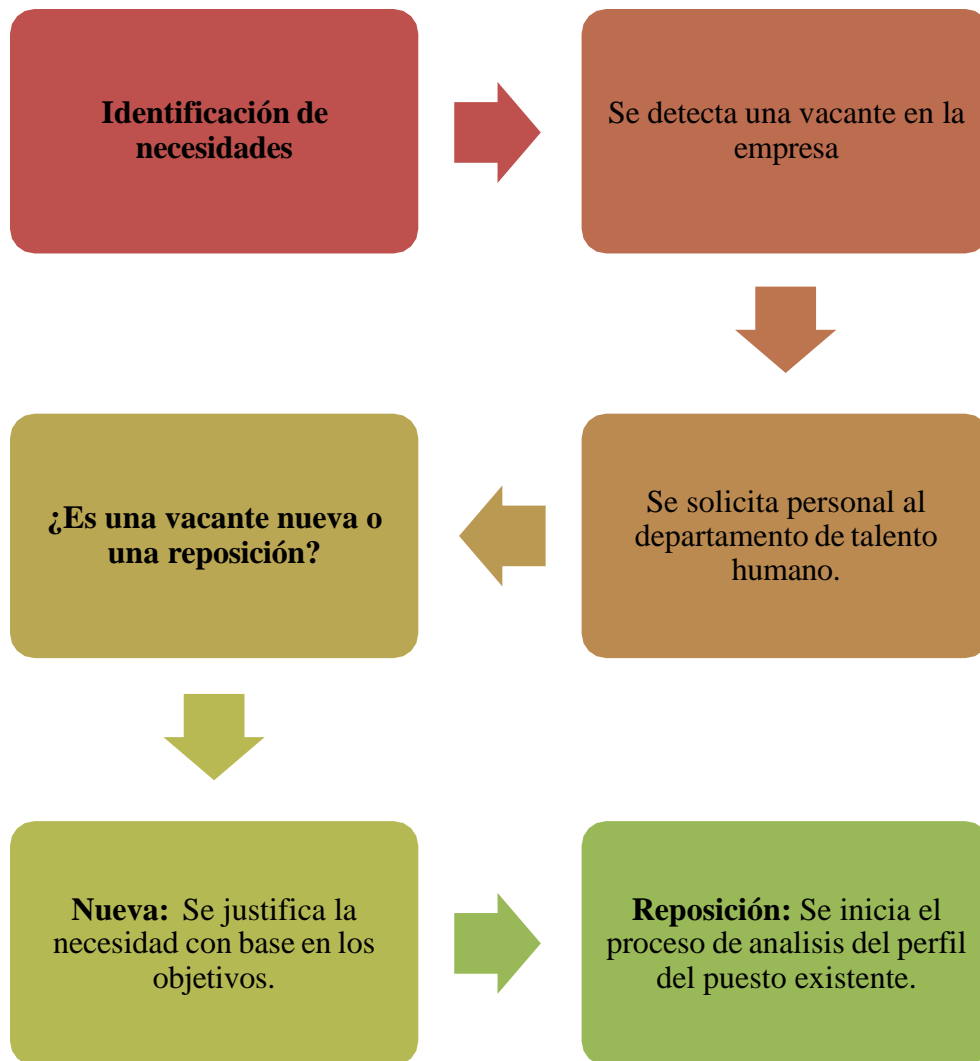 Identificación de
necesidades
Se detecta una vacante en la
empresa
Se solicita personal al
departamento de talento
humano.
¿Es una vacante nueva o
una reposición?
Nueva: Se justifica la
necesidad con base en los
objetivos.
Reposición: Se inicia el
proceso de analisis del perfil
del puesto existente.